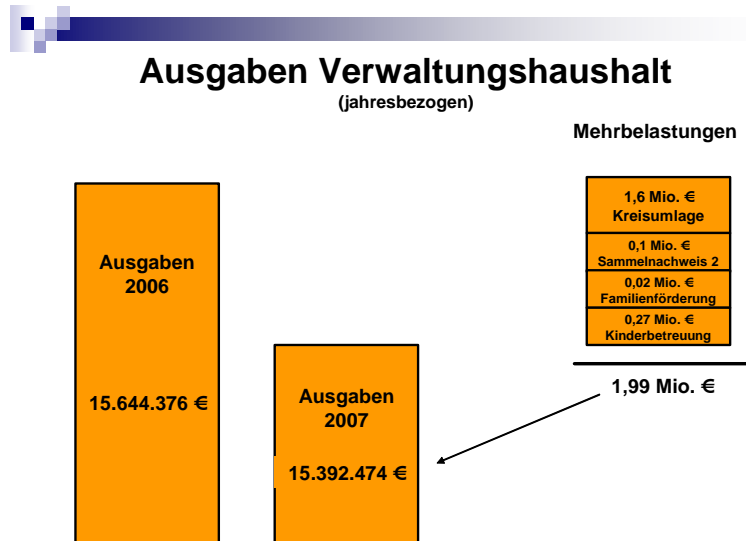 Ausgaben Verwaltungshaushalt
(jahresbezogen)
Mehrbelastungen
1,6 Mio. €
Kreisumlage
0,1 Mio. €
Sammelnachweis 2
0,02 Mio. €
Familienförderung
0,27 Mio. €
Kinderbetreuung
1,99 Mio. €
Ausgaben
2006
15.644.376 €
Ausgaben
2007
15.392.474 €